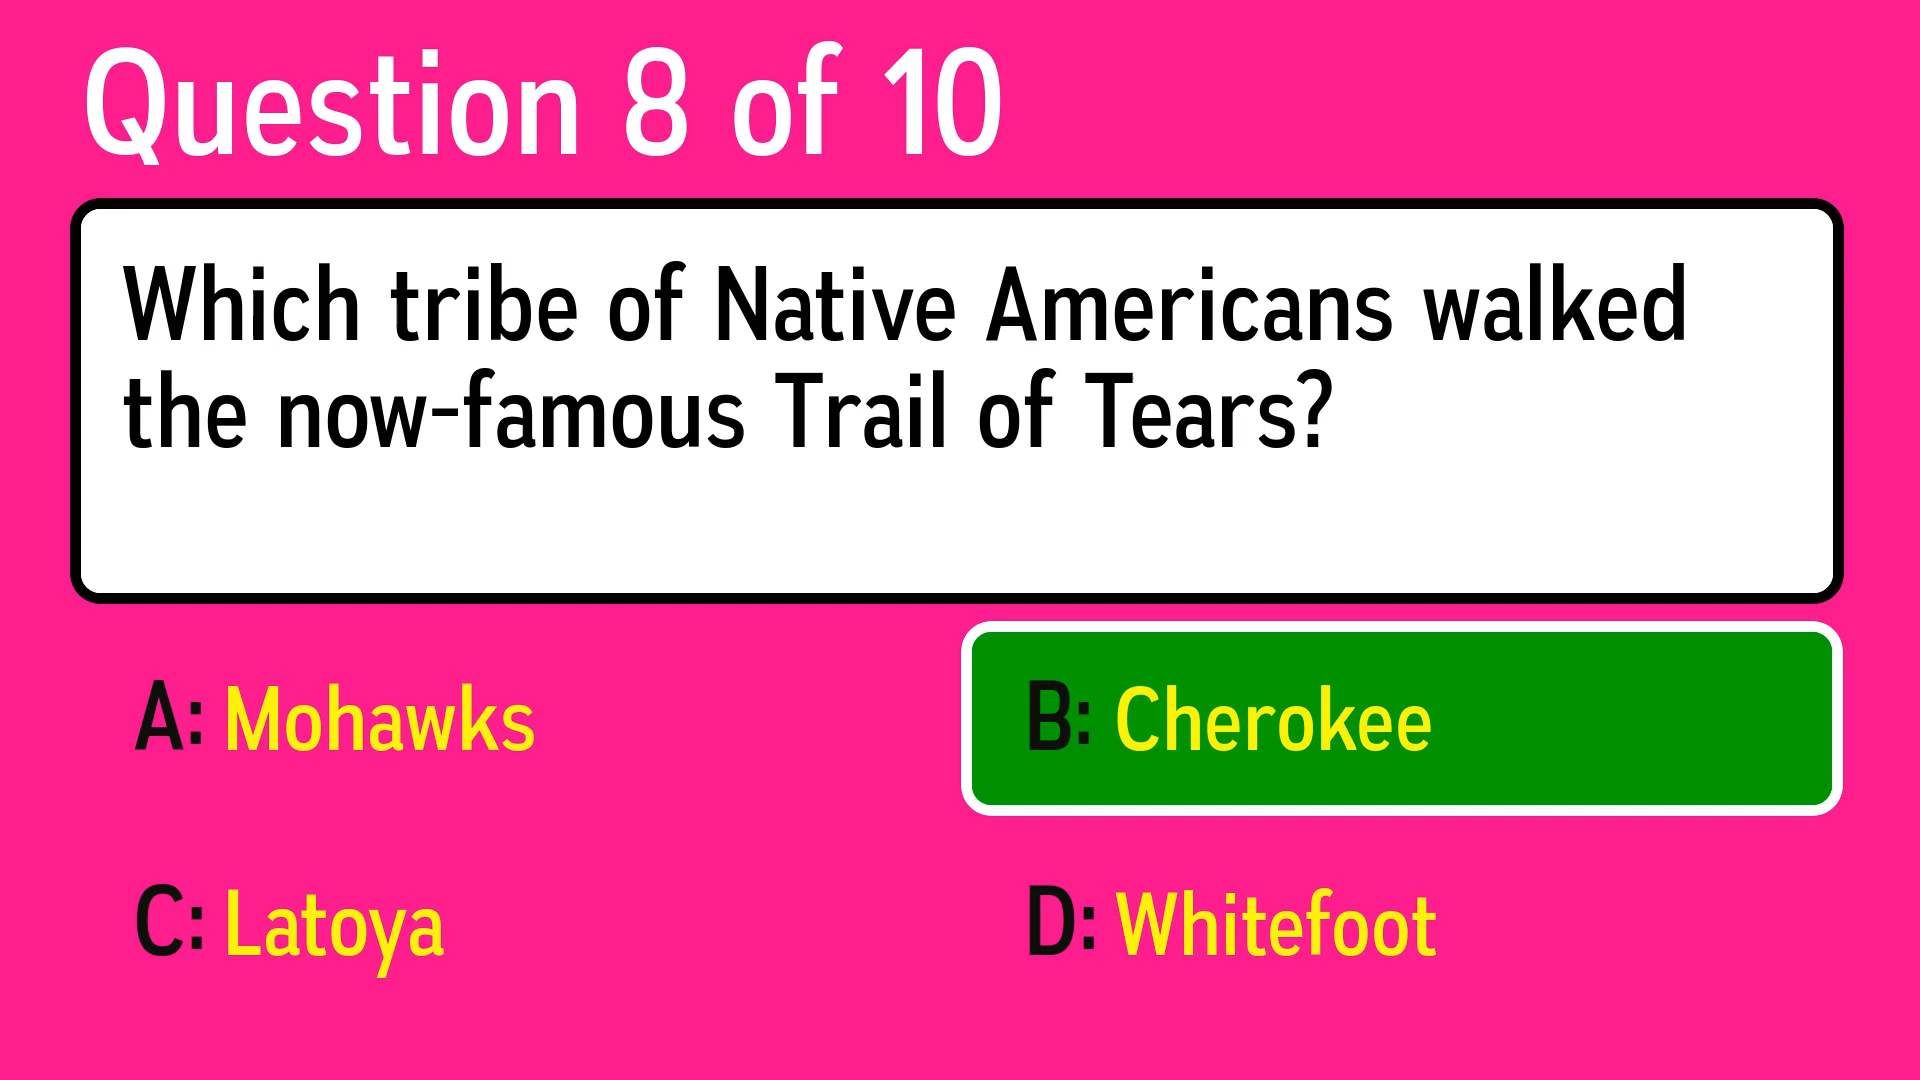 Question 8 of 10
Which tribe of Native Americans walked
the now-famous Trail of Tears?
A: Mohawks
B: Cherokee
C: Latoya
D: Whitefoot